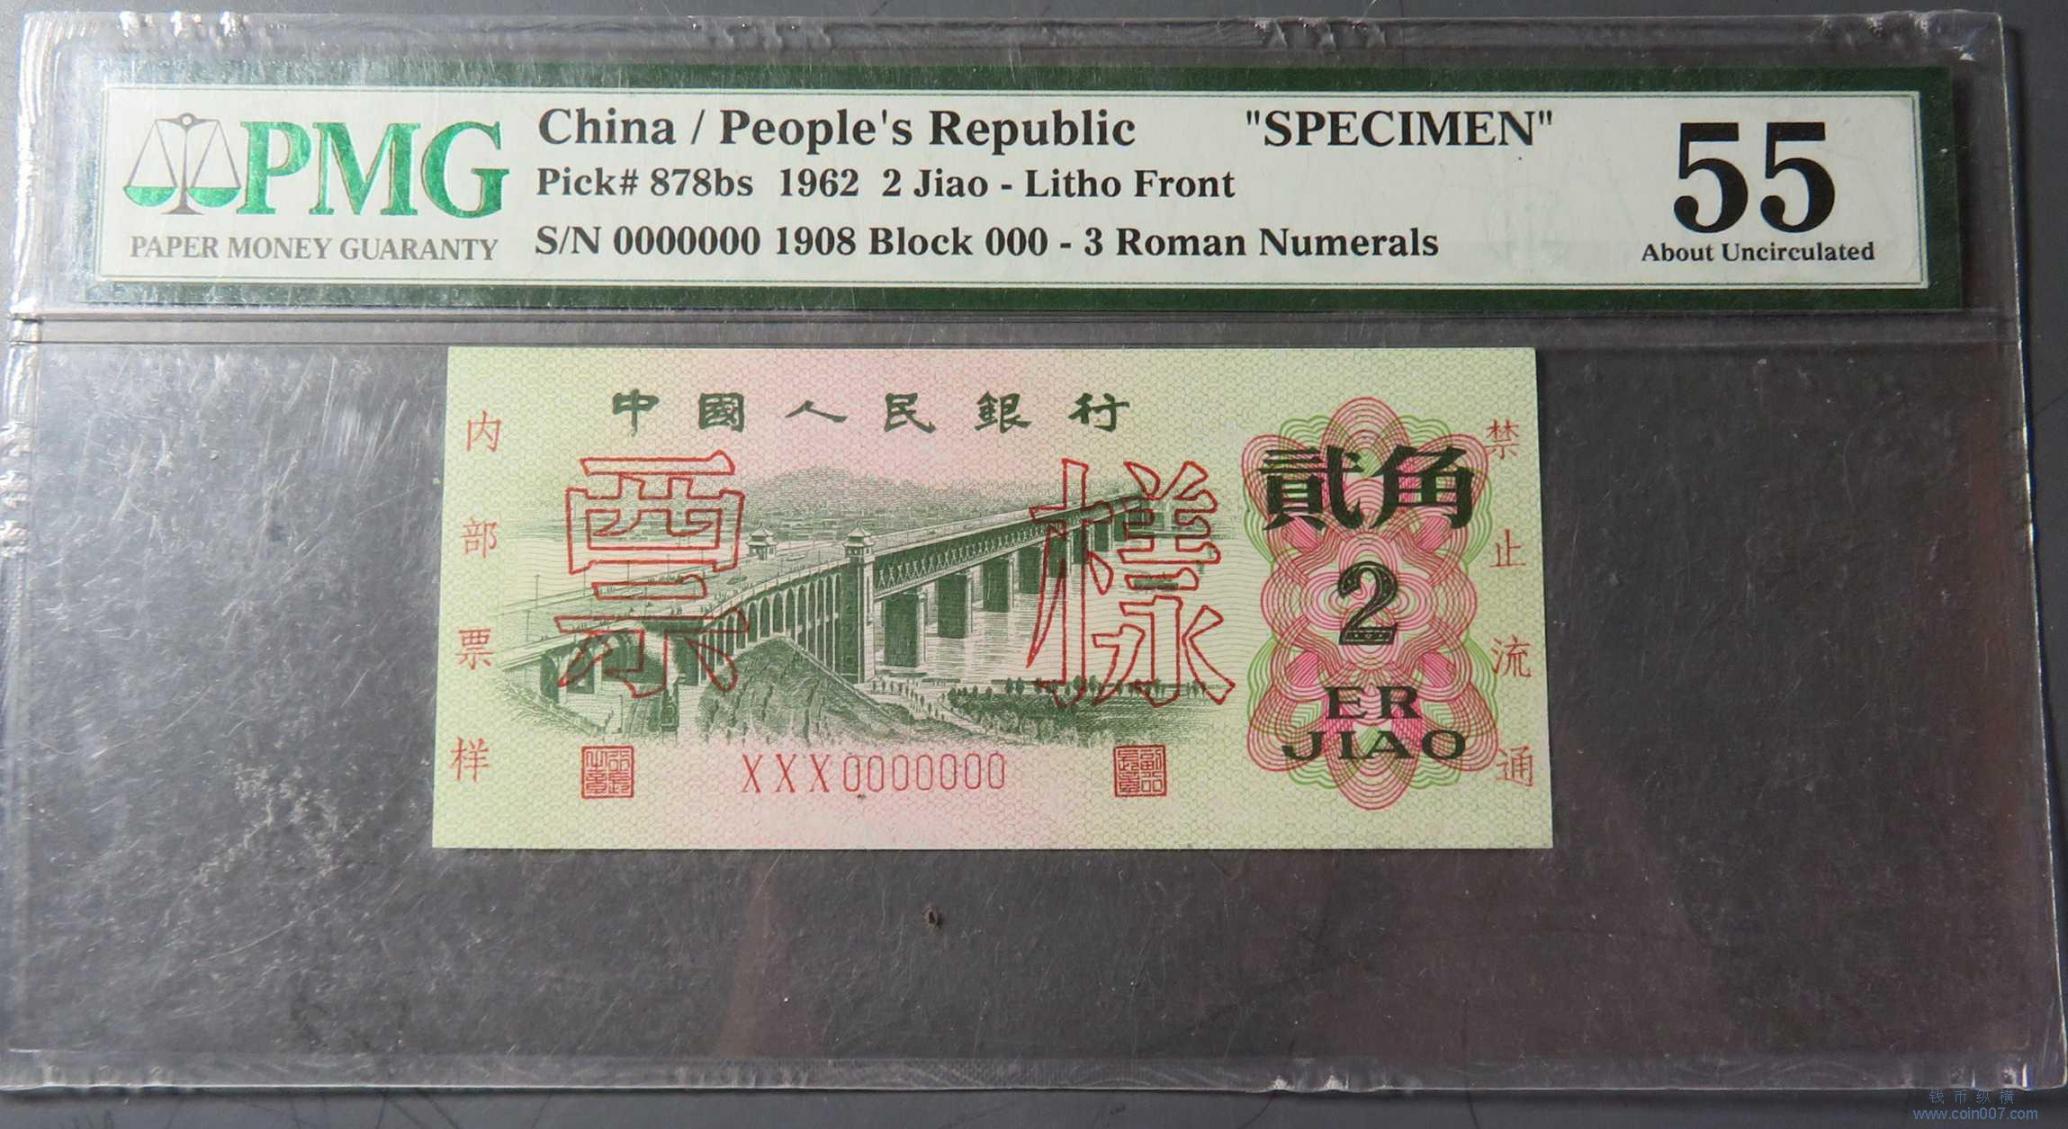 PMG
PAPER MONEY GUARANTY
China / People's Republic "SPECIMEN"
Pick# 878bs 1962 2 Jiao - Litho Front
S/N 0000000 1908 Block 000 - 3 Roman Numerals
55
About Uncirculated
中國人民銀行
內部票样
票樣
貳角
2
ER
JIAO
禁止流通
XXX0000000
钱币纵横
www.coin007.com